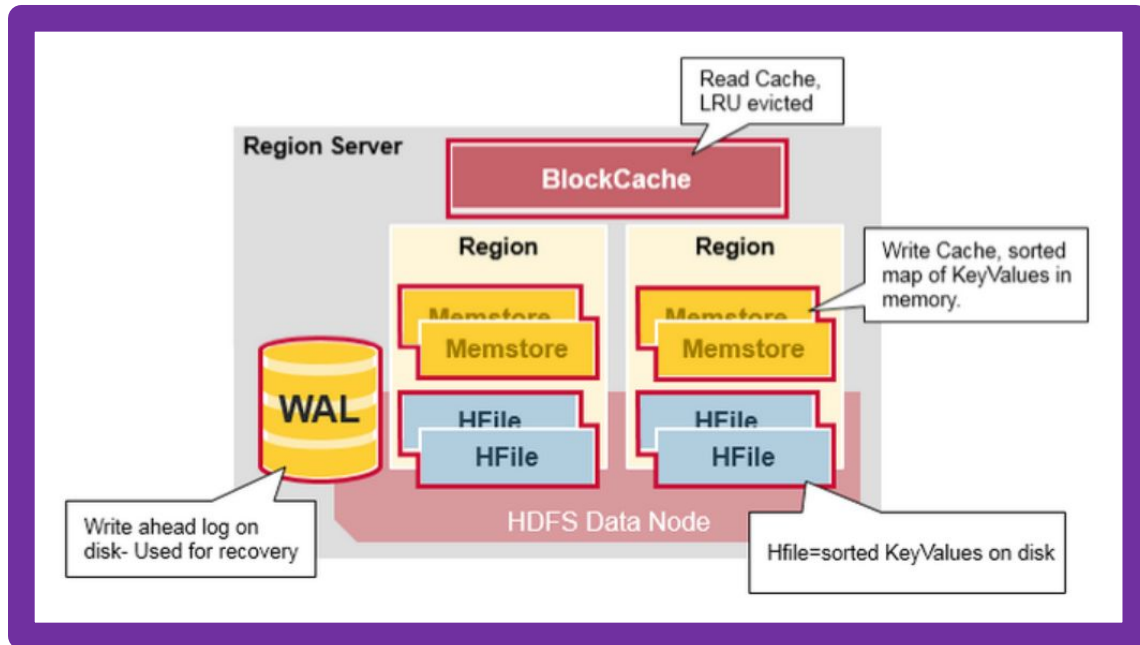 Read Cache,
LRU evicted
Region Server
BlockCache
Region
Region
Write Cache, sorted
map of KeyValues in
memory.
Memstore
Memstore
Memstore
Memstore
WAL
HFile
HFile
HFile
HFile
Write ahead log on
disk- Used for recovery
HDFS Data Node
Hfile=sorted KeyValues on disk